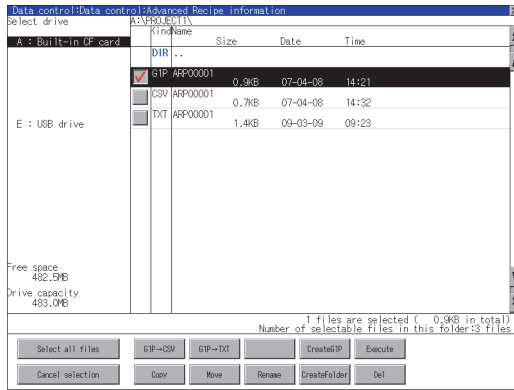 Data control:Data control:Advanced Recipe information
Select drive
A:\PROJECT1\
A : Built-in CF card
E : USB drive
Free space
482.5MB
Drive capacity
483.0MB
Kind Name
Size Date Time
DIR ..
G1P ARP00001
0.9KB 07-04-08 14:21
CSV ARP00001
0.7KB 07-04-08 14:32
TXT ARP00001
1.4KB 09-03-09 09:23
1 files are selected ( 0.9KB in total)
Number of selectable files in this folder:3 files
Select all files G1P→CSV G1P→TXT CreateG1P Execute
Cancel selection Copy Move Rename CreateFolder Del